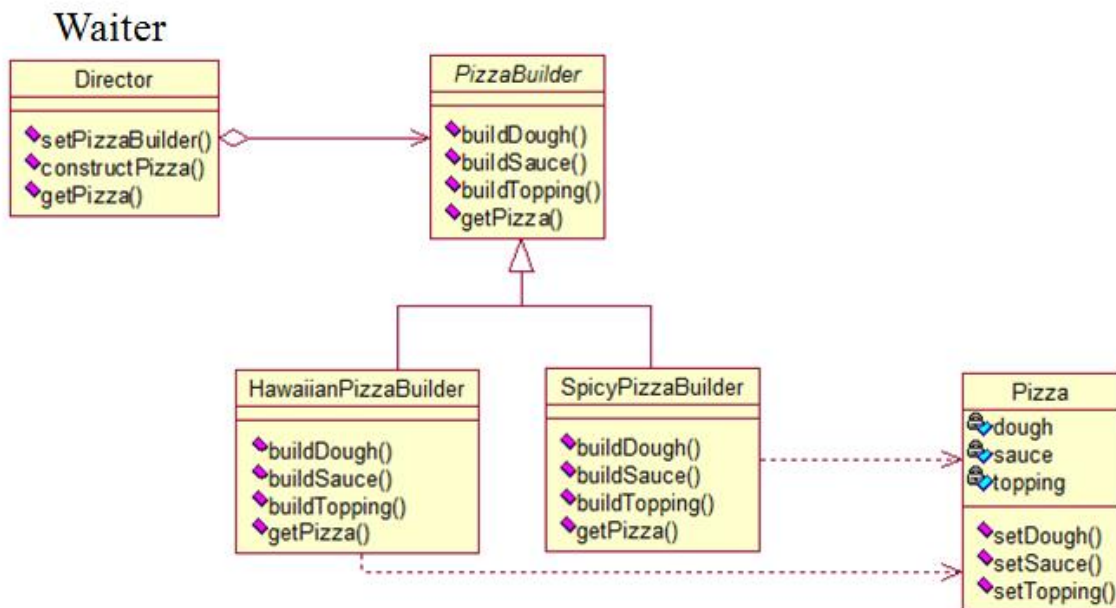 Waiter
Director
setPizzaBuilder()
constructPizza()
getPizza()
PizzaBuilder
buildDough()
buildSauce()
buildTopping()
getPizza()
HawaiianPizzaBuilder
buildDough()
buildSauce()
buildTopping()
getPizza()
SpicyPizzaBuilder
buildDough()
buildSauce()
buildTopping()
getPizza()
Pizza
dough
sauce
topping
setDough()
setSauce()
setTopping()